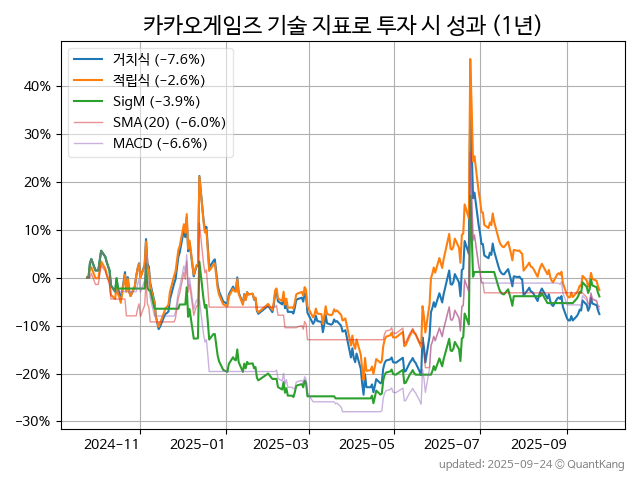 카카오게임즈 기술 지표로 투자 시 성과 (1년)
거치식 (−7.6%)
적립식 (−2.6%)
SigM (−3.9%)
SMA(20) (−6.0%)
MACD (−6.6%)
40%
30%
20%
10%
0%
−10%
−20%
−30%
2024-11
2025-01
2025-03
2025-05
2025-07
2025-09
updated: 2025-09-24 © QuantKang